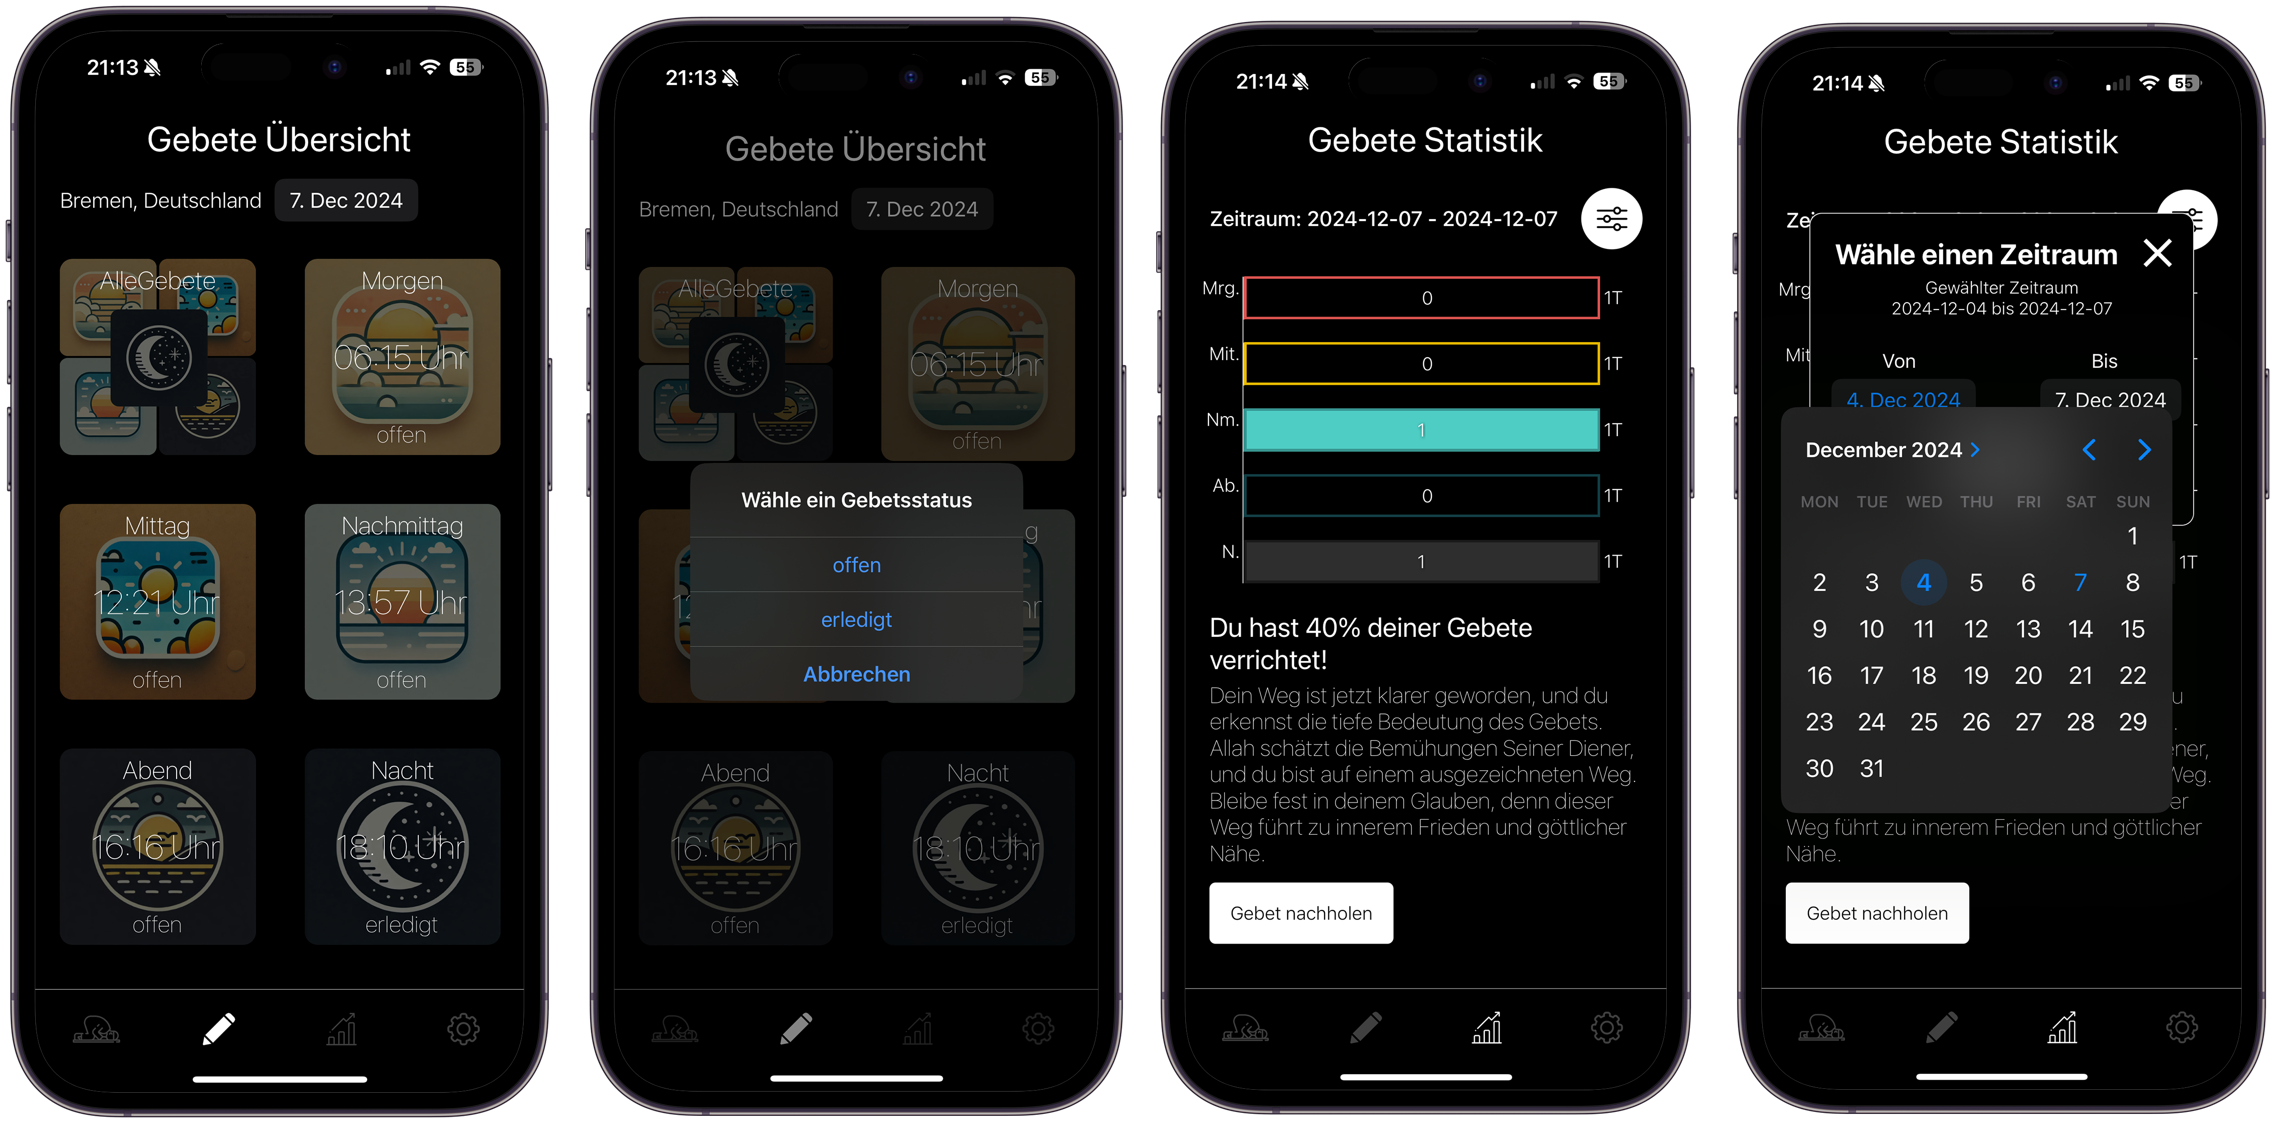 21:13
55
Gebete Übersicht
Bremen, Deutschland
7. Dec 2024
AlleGebete
Morgen
06:15 Uhr
offen
Mittag
12:21 Uhr
offen
Nachmittag
13:57 Uhr
offen
Abend
16:16 Uhr
offen
Nacht
18:10 Uhr
erledigt
21:13
55
Gebete Übersicht
Bremen, Deutschland
7. Dec 2024
AlleGebete
Morgen
06:15 Uhr
offen
Wähle ein Gebetsstatus
offen
erledigt
Abbrechen
Abend
16:16 Uhr
offen
Nacht
18:10 Uhr
erledigt
21:14
55
Gebete Statistik
Zeitraum: 2024-12-07 - 2024-12-07
Mrg. 0 1T
Mit. 0 1T
Nm. 1 1T
Ab. 0 1T
N. 1 1T
Du hast 40% deiner Gebete
verrichtet!
Dein Weg ist jetzt klarer geworden, und du
erkennst die tiefe Bedeutung des Gebets.
Allah schätzt die Bemühungen Seiner Diener,
und du bist auf einem ausgezeichneten Weg.
Bleibe fest in deinem Glauben, denn dieser
Weg führt zu innerem Frieden und göttlicher
Nähe.
Gebet nachholen
21:14
55
Gebete Statistik
Wähle einen Zeitraum
Gewählter Zeitraum
2024-12-04 bis 2024-12-07
Mrg
Mit
Von
Bis
4. Dec 2024
7. Dec 2024
December 2024
MON TUE WED THU FRI SAT SUN
1
2 3 4 5 6 7 8
9 10 11 12 13 14 15
16 17 18 19 20 21 22
23 24 25 26 27 28 29
30 31
1T
Weg.
Weg führt zu innerem Frieden und göttlicher
Nähe.
Gebet nachholen